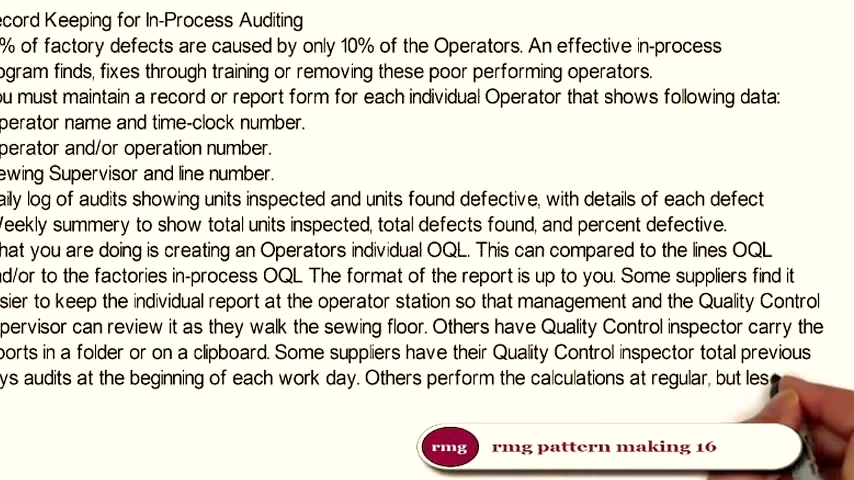 ecord Keeping for In-Process Auditing
% of factory defects are caused by only 10% of the Operators. An effective in-process
ogram finds, fixes through training or removing these poor performing operators.
ou must maintain a record or report form for each individual Operator that shows following data:
perator name and time-clock number.
perator and/or operation number.
ewing Supervisor and line number.
aily log of audits showing units inspected and units found defective, with details of each defect
Weekly summery to show total units inspected, total defects found, and percent defective.
hat you are doing is creating an Operators individual OQL. This can compared to the lines OQL
nd/or to the factories in-process OQL The format of the report is up to you. Some suppliers find it
sier to keep the individual report at the operator station so that management and the Quality Control
pervisor can review it as they walk the sewing floor. Others have Quality Control inspector carry the
ports in a folder or on a clipboard. Some suppliers have their Quality Control inspector total previous
ys audits at the beginning of each work day. Others perform the calculations at regular, but les
rmg rmg pattern making 16